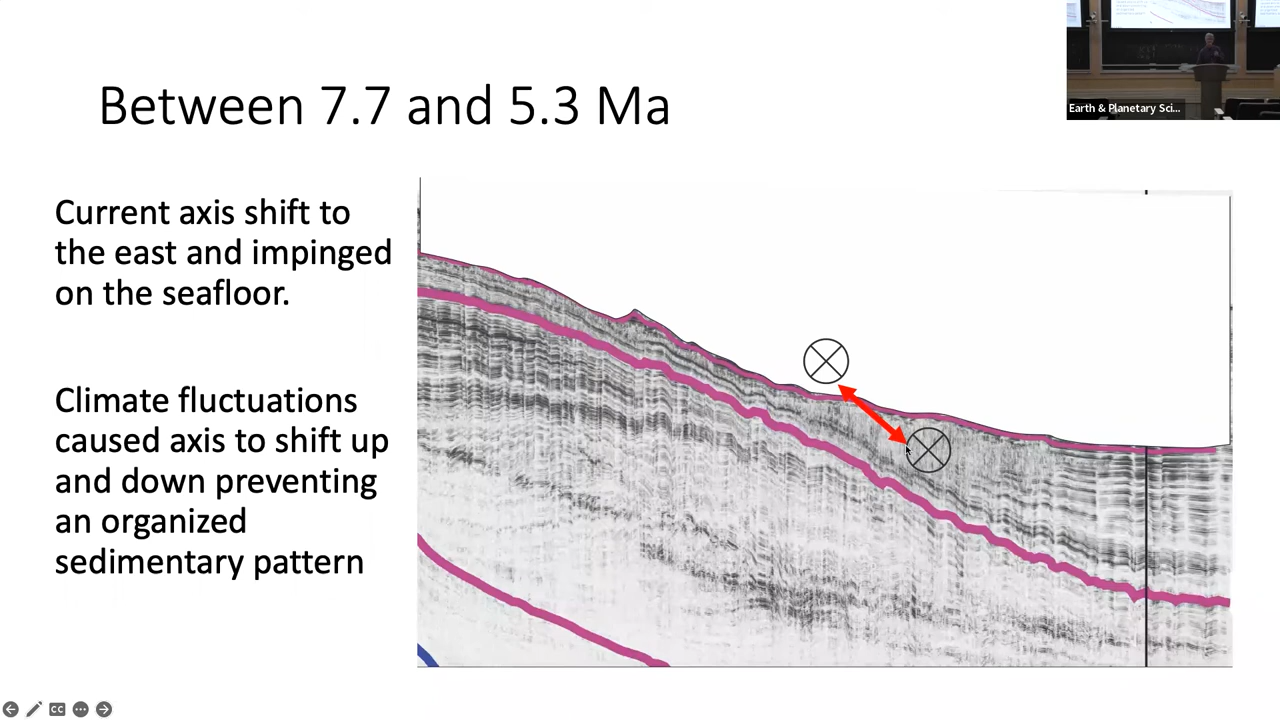 Between 7.7 and 5.3 Ma
Earth & Planetary Sci...
Current axis shift to
the east and impinged
on the seafloor.
Climate fluctuations
caused axis to shift up
and down preventing
an organized
sedimentary pattern
CC